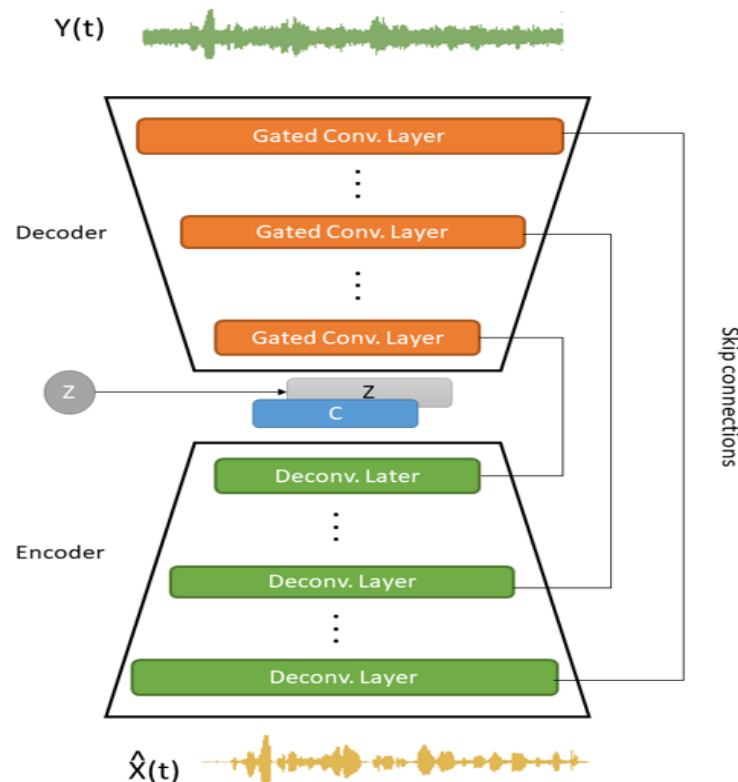 Y(t)
Gated Conv. Layer
Decoder
Gated Conv. Layer
Gated Conv. Layer
Z
Z
C
Skip connections
Deconv. Later
Encoder
Deconv. Layer
Deconv. Layer
X̂(t)